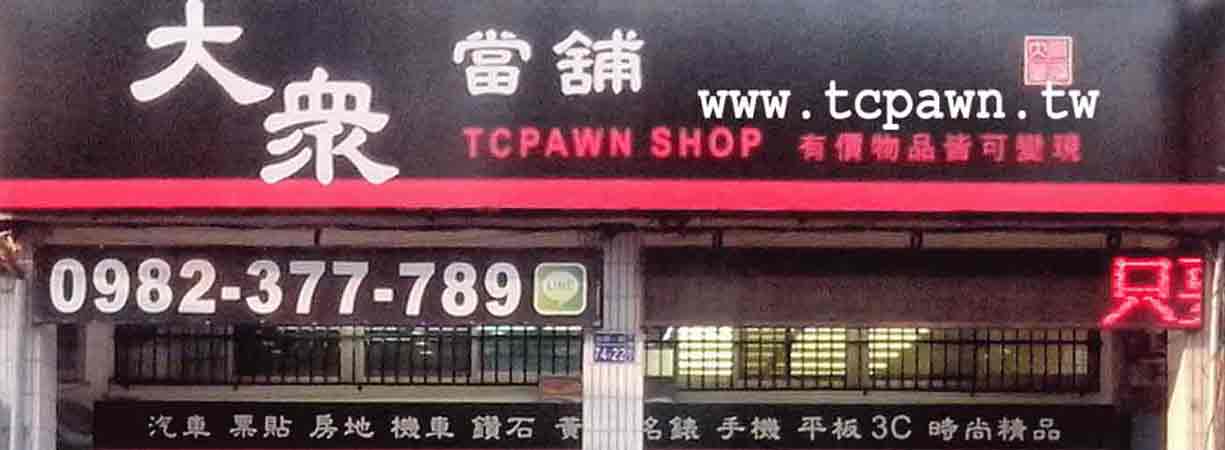 大眾 當舖
www.tcpawn.tw
TCPAWN SHOP 有價物品皆可變現
0982-377-789 LINE
只
74-22
汽車 票貼 房地 機車 鑽石 黃 名錶 手機 平板 3C 時尚精品